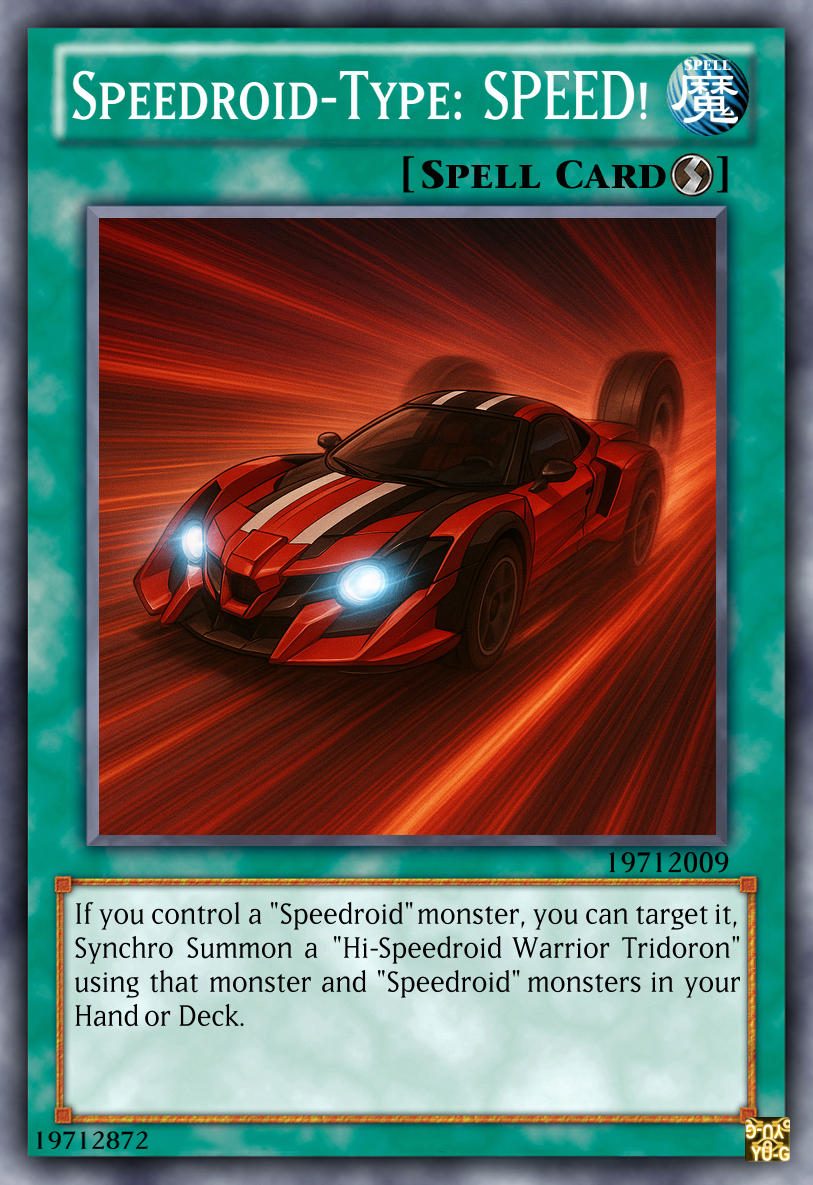 Speedroid-Type: SPEED!
SPELL
魔
[Spell Card]
19712009
If you control a "Speedroid" monster, you can target it,
Synchro Summon a "Hi-Speedroid Warrior Tridoron"
using that monster and "Speedroid" monsters in your
Hand or Deck.
19712872
YU-G